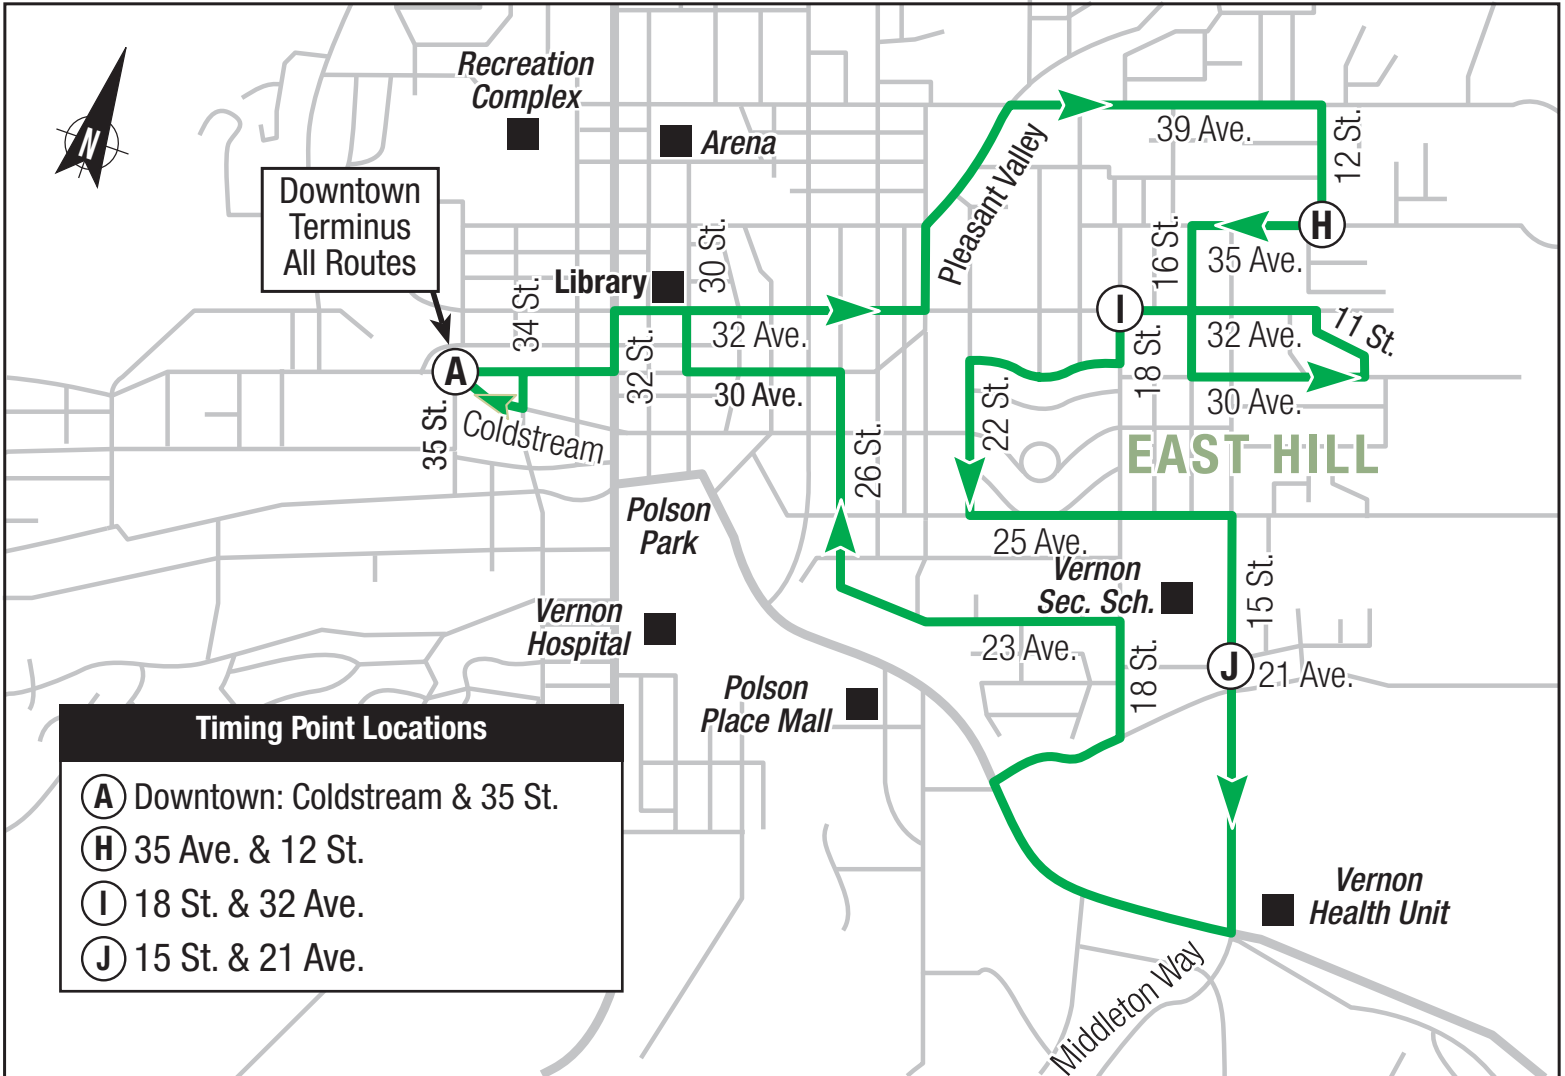 Recreation
Complex
Arena
N
Downtown
Terminus
All Routes
39 Ave.
12 St.
Pleasant Valley
H
16 St.
35 Ave.
30 St.
Library
34 St.
32 Ave.
32 St.
I
18 St.
32 Ave.
11 St.
A
30 Ave.
30 Ave.
35 St.
Coldstream
26 St.
22 St.
EAST HILL
Polson
Park
25 Ave.
Vernon
Sec. Sch.
15 St.
Vernon
Hospital
23 Ave.
18 St.
J
21 Ave.
Polson
Place Mall
Timing Point Locations
A Downtown: Coldstream & 35 St.
H 35 Ave. & 12 St.
I 18 St. & 32 Ave.
J 15 St. & 21 Ave.
Vernon
Health Unit
Middleton Way